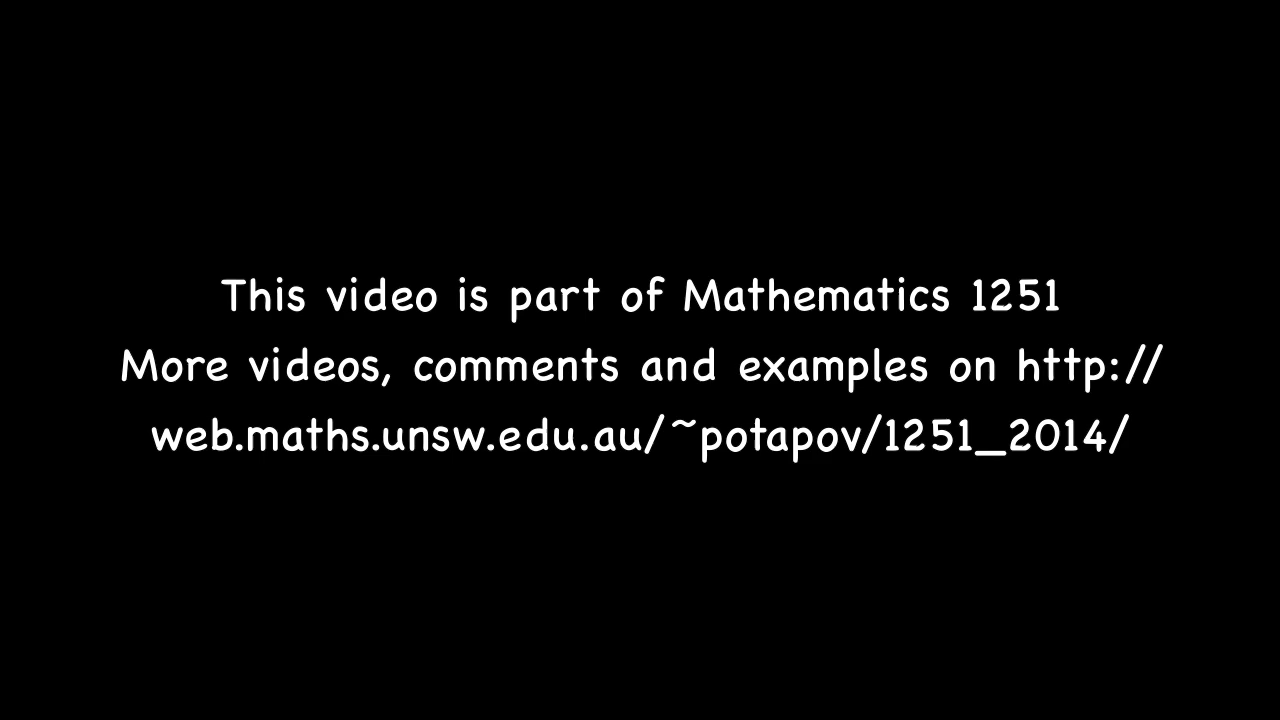 This video is part of Mathematics 1251
More videos, comments and examples on http://
web.maths.unsw.edu.au/~potapov/1251_2014/